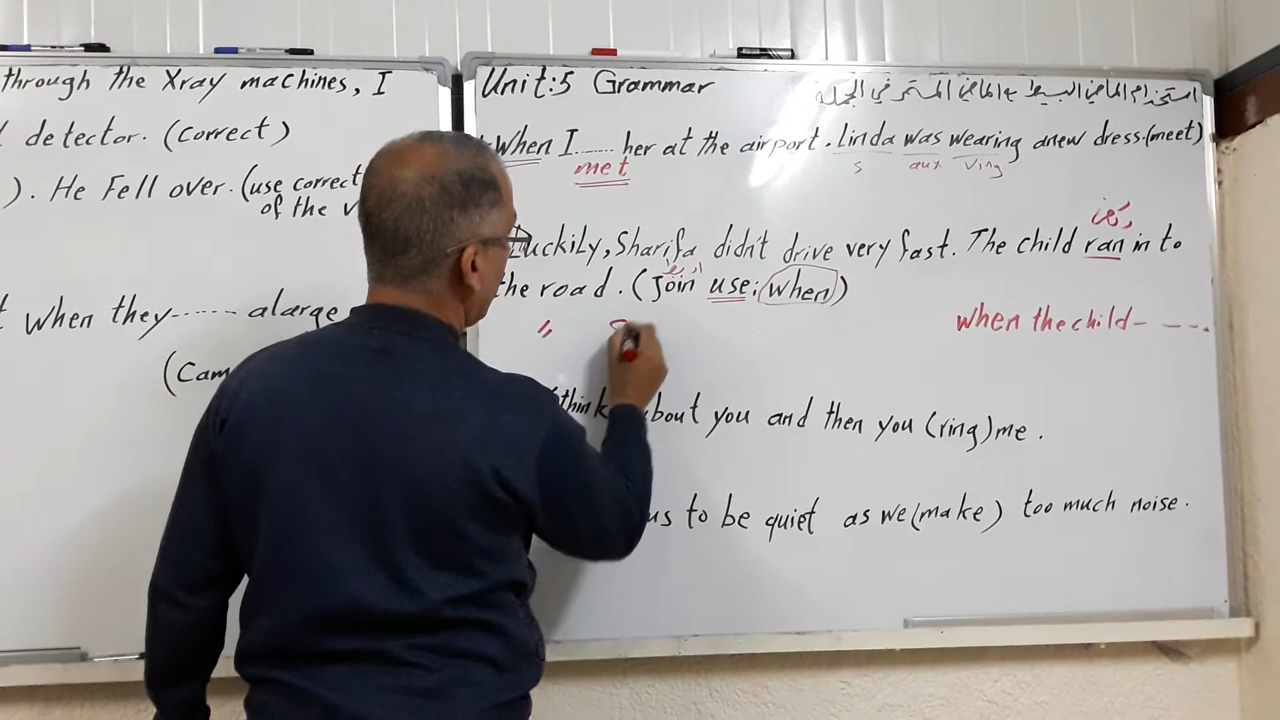 through the Xray machines, I
detector. (correct)
). He Fell over. (use correct
of the v
t when they------ alarge
(Cam
Unit:5 Grammar
استخدام الماضي البسيط مع الماضي المستمر في الجملة
When I...... her at the airport. Linda was wearing anew dress.(meet)
met
s aux Ving
Luckily, Sharifa didn't drive very fast. The child ran in to
the road. (Join use: when)
اربط
" when the child- - ---.
think about you and then you (ring)me.
us to be quiet as we(make) too much noise.